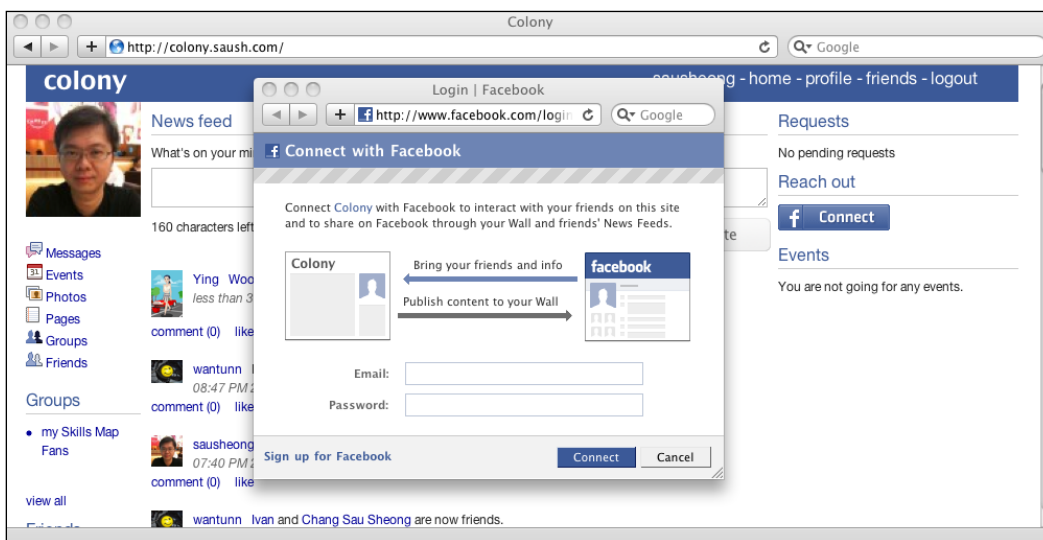 Colony
http://colony.saush.com/
Google
colony
sausheong - home - profile - friends - logout
News feed
What's on your mi
160 characters left
Messages
Events
Photos
Pages
Groups
Friends
Groups
my Skills Map
Fans
view all
Friends
Ying Woo
less than 3
comment (0) like
wantunn
08:47 PM 2
comment (0) like
sausheong
07:40 PM 2
comment (0) like
wantunn Ivan and Chang Sau Sheong are now friends.
Login | Facebook
http://www.facebook.com/login
Google
f Connect with Facebook
Connect Colony with Facebook to interact with your friends on this site
and to share on Facebook through your Wall and friends' News Feeds.
Colony
Bring your friends and info
Publish content to your Wall
facebook
Email:
Password:
Sign up for Facebook
Connect
Cancel
te
Requests
No pending requests
Reach out
f Connect
Events
You are not going for any events.